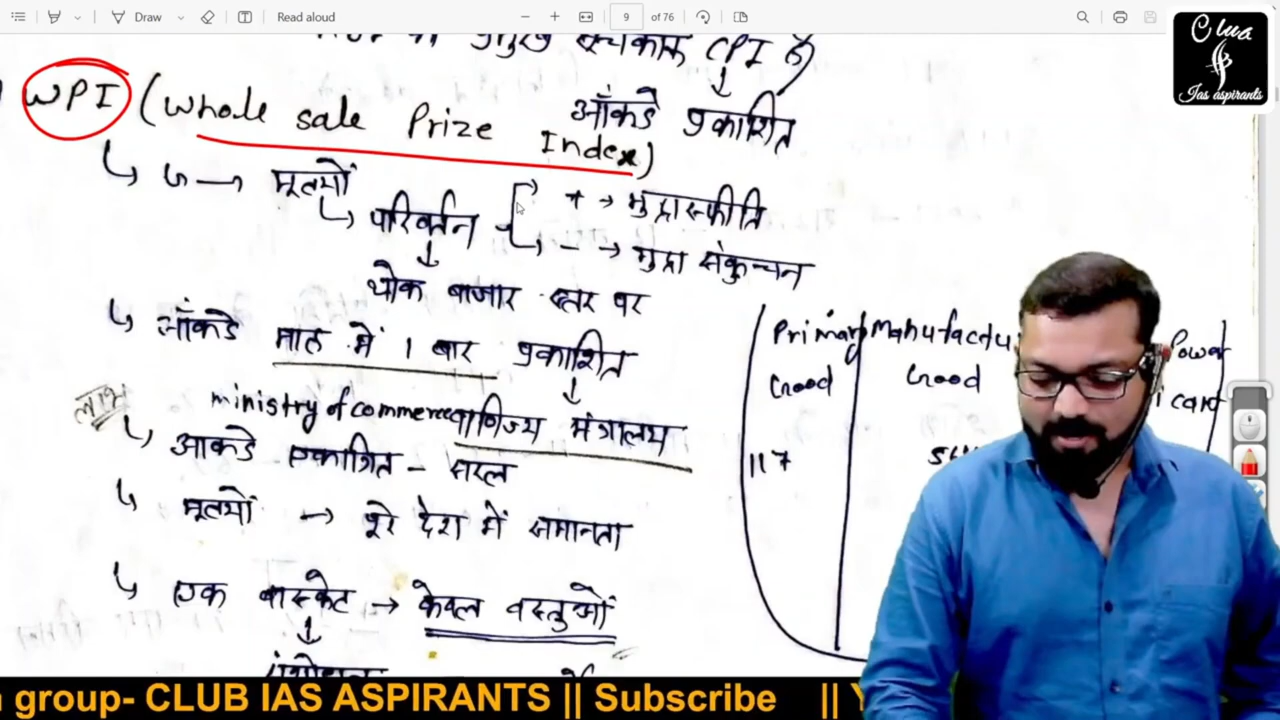 Draw
Read aloud
9 of 76
CPI है)
WPI (Whole sale Prize Index)
आँकडे प्रकाशित
मूल्यों
परिवर्तन
+ → मुद्रास्फीति
- → मुद्रा संकुन्चन
थोक बाजार स्तर पर
आँकडे माह में 1 बार प्रकाशित
ministry of commerce वाणिज्य मंत्रालय
लाभ
आकडे एकत्रित - सरल
मूल्यों → पूरे देश में समानता
एक बास्केट → केवल वस्तुओं
Primary Good
117
Manufactu
Good
Power
Club
Ias aspirants
group- CLUB IAS ASPIRANTS || Subscribe ||